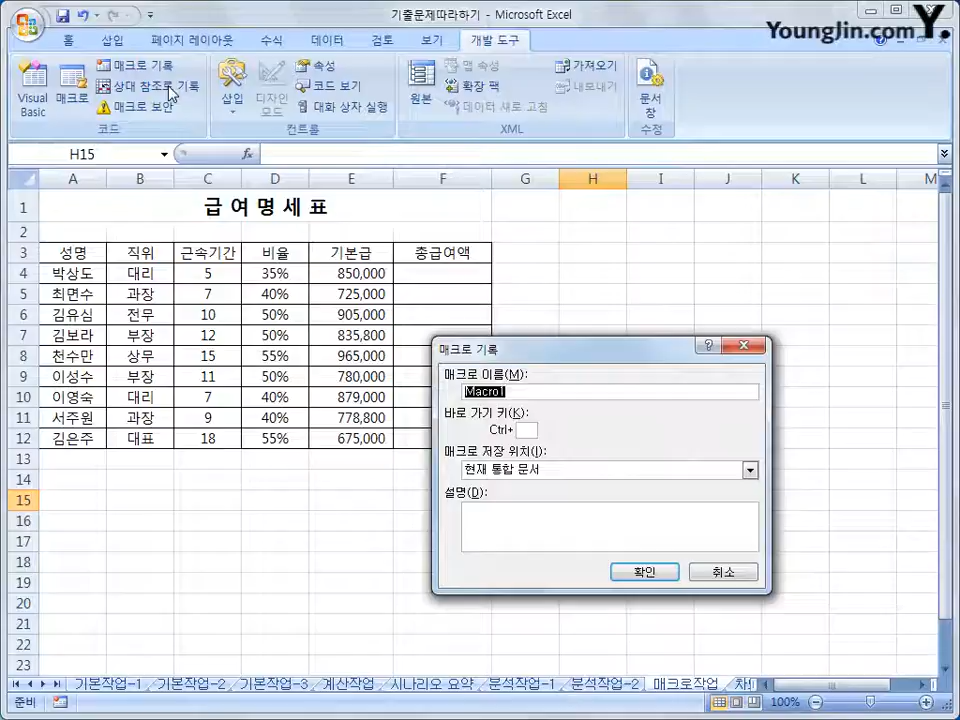 기출문제따라하기 - Microsoft Excel
YoungJin.com Y.
홈 삽입 페이지 레이아웃 수식 데이터 검토 보기 개발 도구
Visual Basic
매크로
매크로 기록
상대 참조로 기록
매크로 보안
코드
삽입
디자인 모드
속성
코드 보기
대화 상자 실행
컨트롤
원본
맵 속성
확장 팩
데이터 새로 고침
가져오기
내보내기
XML
문서 창
수정
H15 fx
A B C D E F G H I J K L M
1 급 여 명 세 표
2
3 성명 직위 근속기간 비율 기본급 총급여액
4 박상도 대리 5 35% 850,000
5 최면수 과장 7 40% 725,000
6 김유심 전무 10 50% 905,000
7 김보라 부장 12 50% 835,800
8 천수만 상무 15 55% 965,000
9 이성수 부장 11 50% 780,000
10 이영숙 대리 7 40% 879,000
11 서주원 과장 9 40% 778,800
12 김은주 대표 18 55% 675,000
13
14
15
16
17
18
19
20
21
22
23
매크로 기록
매크로 이름(M):
Macro1
바로 가기 키(K):
Ctrl+
매크로 저장 위치(I):
현재 통합 문서
설명(D):
확인 취소
기본작업-1 기본작업-2 기본작업-3 계산작업 시나리오 요약 분석작업-1 분석작업-2 매크로작업
준비 100%